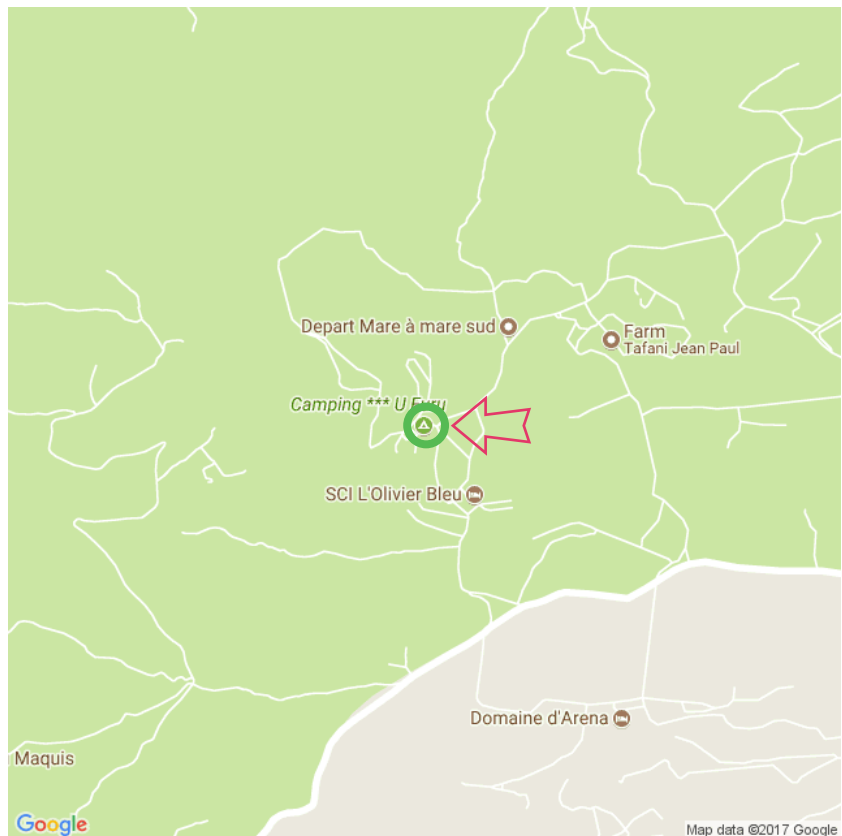 Depart Mare à mare sud
Farm
Tafani Jean Paul
Camping *** U Furu
SCI L'Olivier Bleu
Domaine d'Arena
Maquis
Google
Map data ©2017 Google